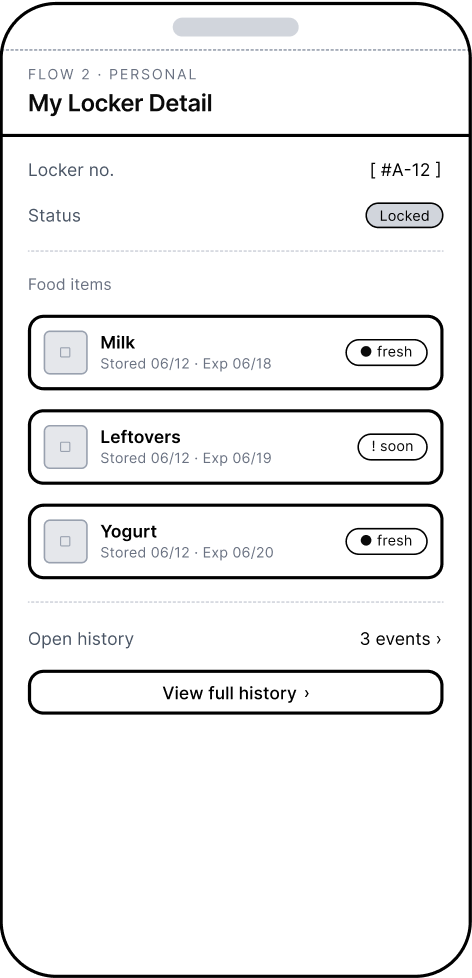 FLOW 2 · PERSONAL
My Locker Detail
Locker no. [ #A-12 ]
Status Locked
Food items
Milk
Stored 06/12 · Exp 06/18
● fresh
Leftovers
Stored 06/12 · Exp 06/19
! soon
Yogurt
Stored 06/12 · Exp 06/20
● fresh
Open history 3 events ›
View full history ›